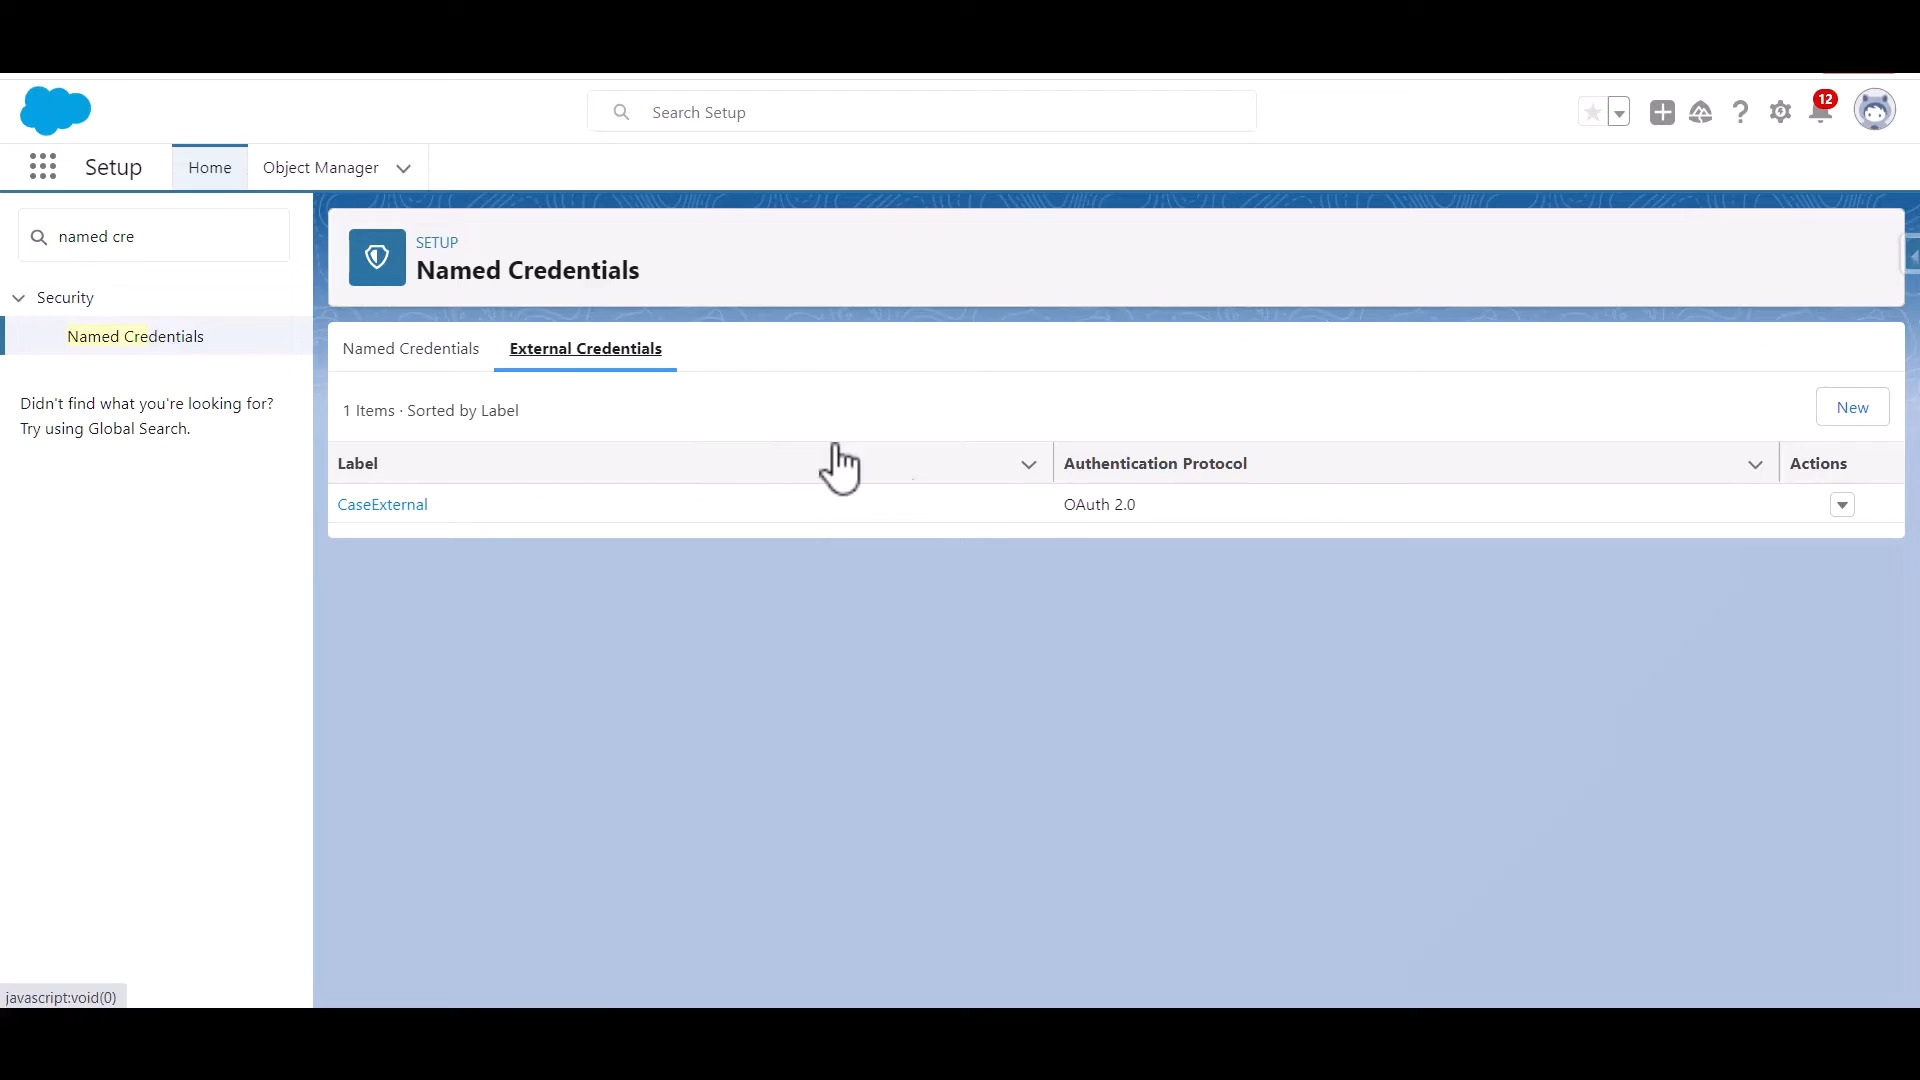 Search Setup
12
Setup
Home
Object Manager
named cre
Security
Named Credentials
Didn't find what you're looking for?
Try using Global Search.
SETUP
Named Credentials
Named Credentials
External Credentials
1 Items · Sorted by Label
New
Label
Authentication Protocol
Actions
CaseExternal
OAuth 2.0
javascript:void(0)